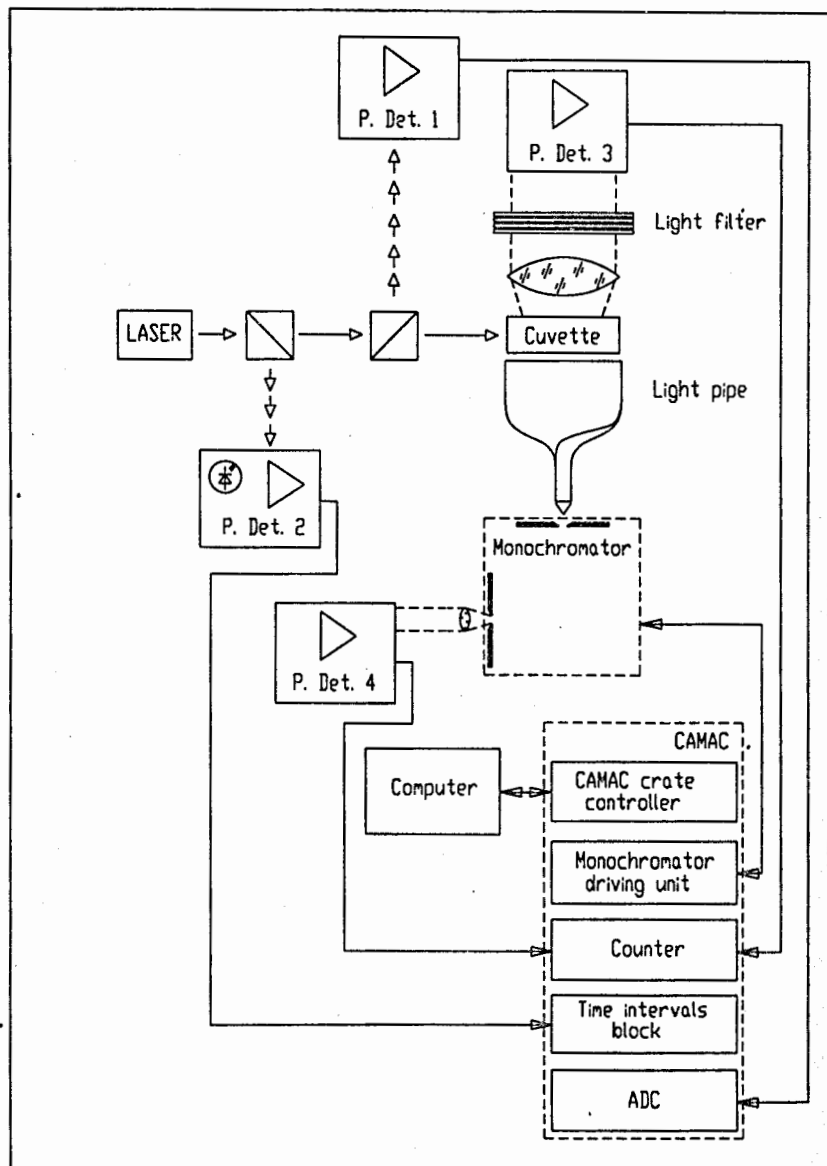 P. Det. 1
P. Det. 3
Light filter
LASER
Cuvette
Light pipe
P. Det. 2
Monochromator
P. Det. 4
CAMAC
Computer
CAMAC crate
controller
Monochromator
driving unit
Counter
Time intervals
block
ADC